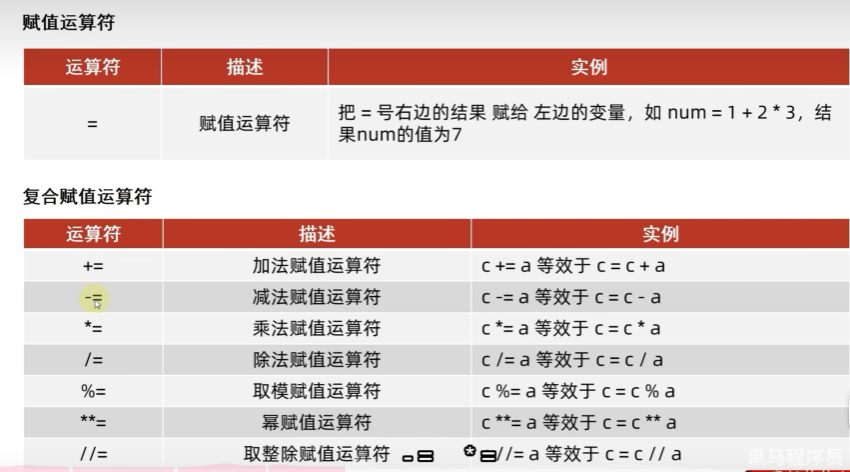 赋值运算符
运算符 描述 实例
= 赋值运算符 把 = 号右边的结果 赋给 左边的变量，如 num = 1 + 2 * 3，结
果num的值为7
复合赋值运算符
运算符 描述 实例
+= 加法赋值运算符 c += a 等效于 c = c + a
-= 减法赋值运算符 c -= a 等效于 c = c - a
*= 乘法赋值运算符 c *= a 等效于 c = c * a
/= 除法赋值运算符 c /= a 等效于 c = c / a
%= 取模赋值运算符 c %= a 等效于 c = c % a
**= 幂赋值运算符 c **= a 等效于 c = c ** a
//= 取整除赋值运算符 //= a 等效于 c = c // a
黑马程序员